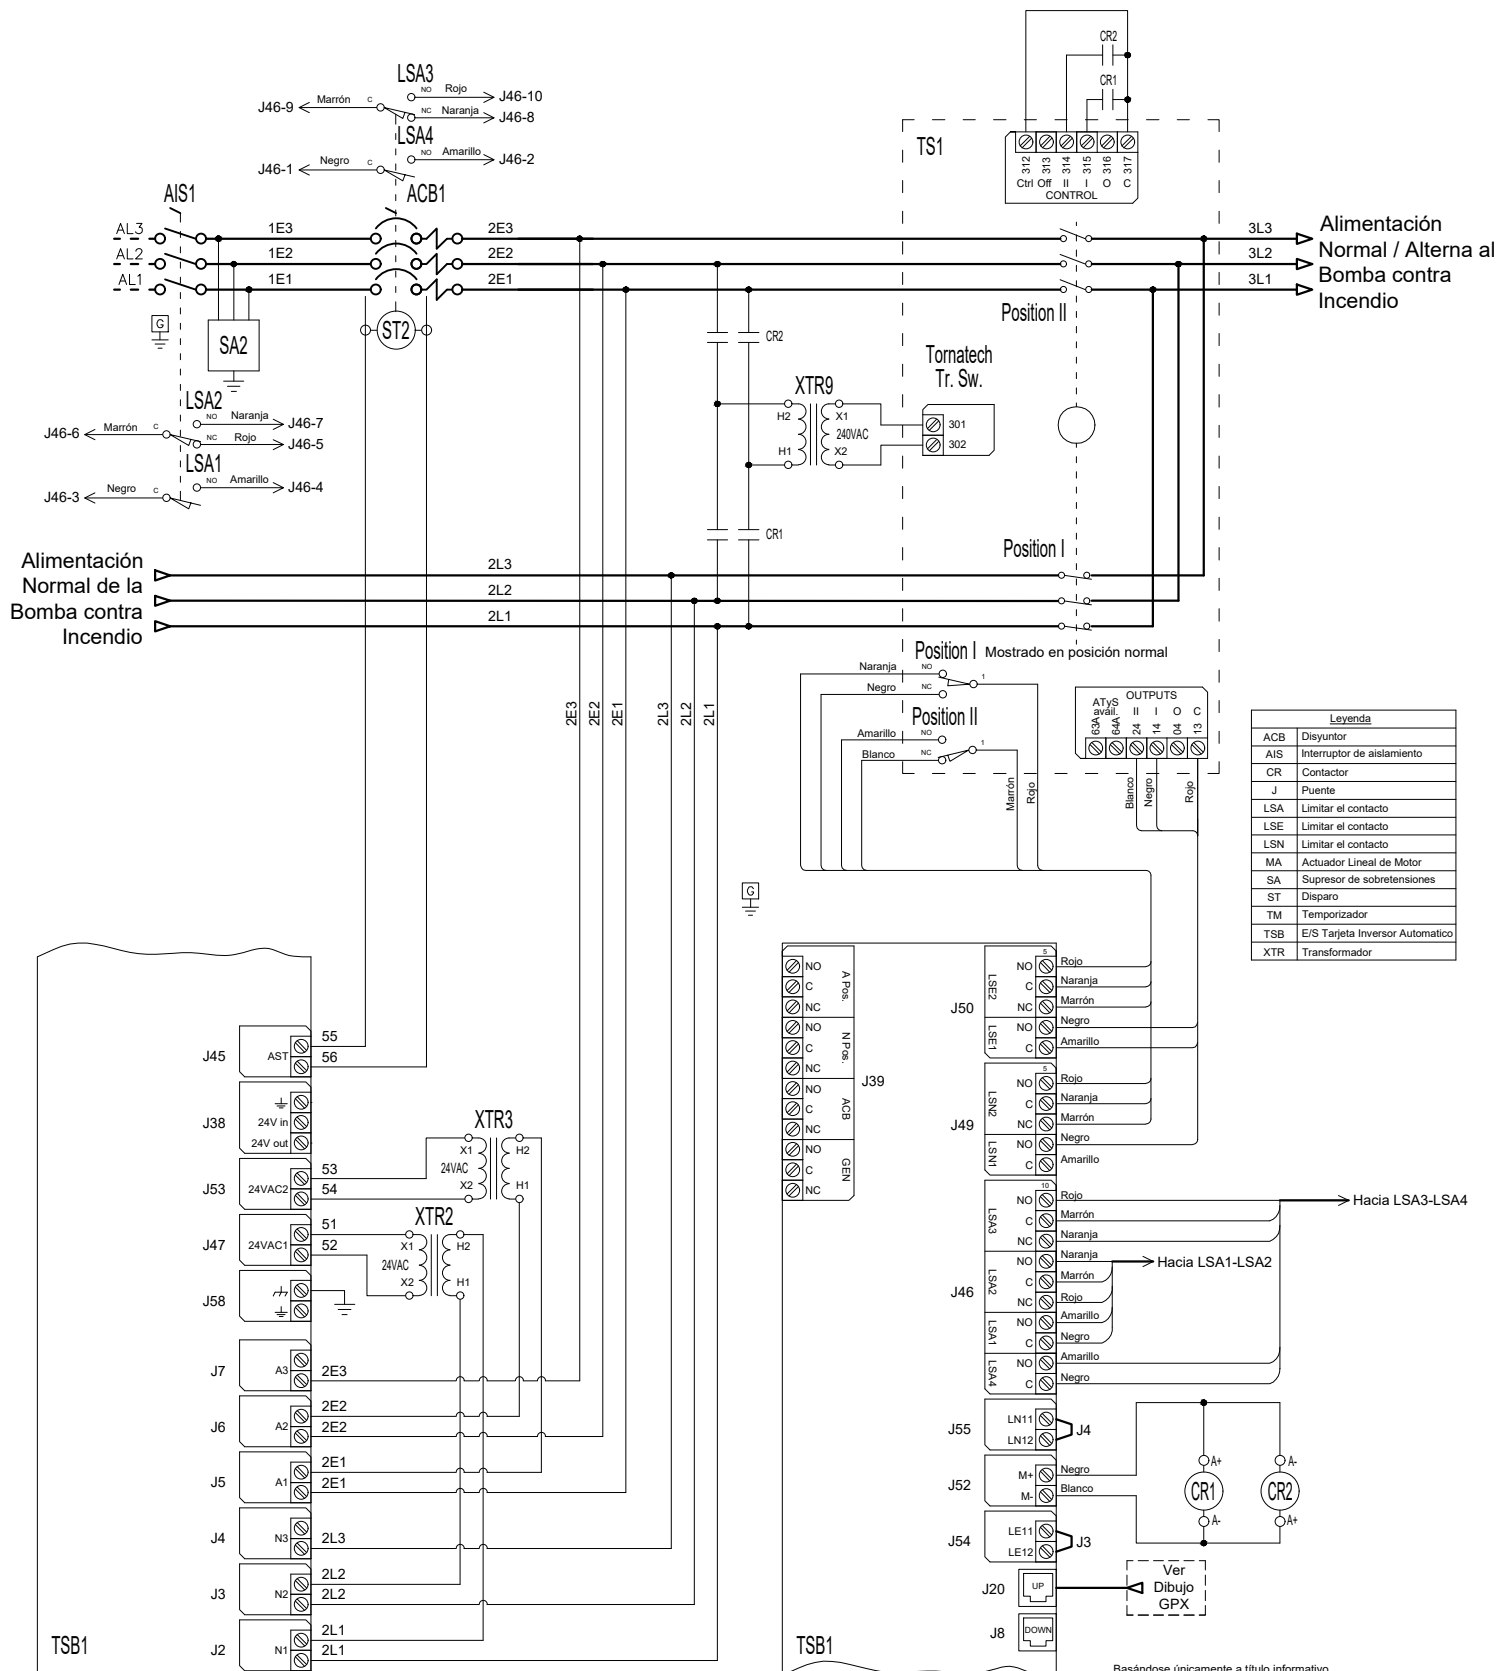 CR2
CR1
TS1
312 313 314 315 316 317
Ctrl Off II I O C
CONTROL
LSA3
NO Rojo J46-10
J46-9 Marrón C
NC Naranja J46-8
LSA4
NO Amarillo J46-2
J46-1 Negro C
AIS1
ACB1
AL3 1E3 2E3 3L3
AL2 1E2 2E2 3L2
AL1 1E1 2E1 3L1
Alimentación
Normal / Alterna al
Bomba contra
Incendio
Position II
G
SA2
ST2
CR2
XTR9
H2 X1
240VAC
H1 X2
Tornatech
Tr. Sw.
301
302
LSA2
NO Naranja J46-7
J46-6 Marrón C
NC Rojo J46-5
LSA1
NO Amarillo J46-4
J46-3 Negro C
CR1
Position I
Alimentación
Normal de la
Bomba contra
Incendio
2L3
2L2
2L1
Position I Mostrado en posición normal
Naranja NO
1
Negro NC
Position II
Amarillo NO
1
Blanco NC
Marrón
Rojo
2E3
2E2
2E1
2L3
2L2
2L1
OUTPUTS
ATyS
avail. II I O C
63A 64A 24 14 04 13
Blanco
Negro
Rojo
Leyenda
ACB Disyuntor
AIS Interruptor de aislamiento
CR Contactor
J Puente
LSA Limitar el contacto
LSE Limitar el contacto
LSN Limitar el contacto
MA Actuador Lineal de Motor
SA Supresor de sobretensiones
ST Disparo
TM Temporizador
TSB E/S Tarjeta Inversor Automatico
XTR Transformador
G
J45 AST 55
56
J38
24V in
24V out
J53 24VAC2 53
54
XTR3
X1 H2
24VAC
X2 H1
J47 24VAC1 51
52
XTR2
X1 H2
24VAC
X2 H1
J58
J7 A3 2E3
J6 A2 2E2
2E2
J5 A1 2E1
2E1
J4 N3 2L3
J3 N2 2L2
2L2
J2 N1 2L1
2L1
TSB1
NO
C
NC
A Pos.
NO
C
NC
N Pos.
NO
C
NC
ACB
NO
C
NC
GEN
J39
J50
5
LSE2
NO Rojo
C Naranja
NC Marrón
LSE1
NO Negro
C Amarillo
J49
5
LSN2
NO Rojo
C Naranja
NC Marrón
LSN1
NO Negro
C Amarillo
J46
10
LSA3
NO Rojo
C Marrón
NC Naranja
Hacia LSA3-LSA4
LSA2
NO Naranja
C Marrón
NC Rojo
Hacia LSA1-LSA2
LSA1
NO Amarillo
C Negro
LSA4
NO Amarillo
C Negro
J55 LN11
LN12
J4
J52 M+ Negro
M- Blanco
A+ A-
CR1 CR2
A- A+
J54 LE11
LE12
J3
J20 UP
Ver
Dibujo
GPX
J8 DOWN
TSB1
Basándose únicamente a título informativo